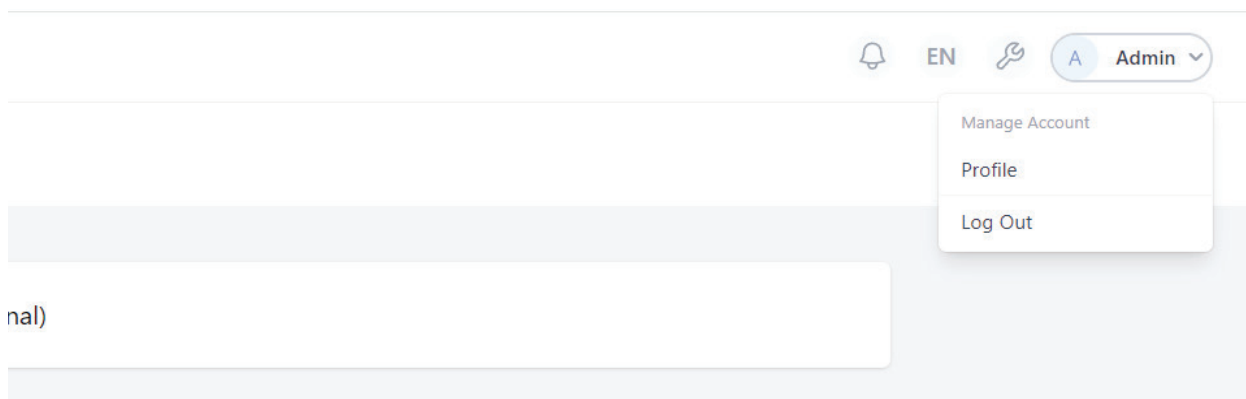 EN
A Admin
Manage Account
Profile
Log Out
nal)